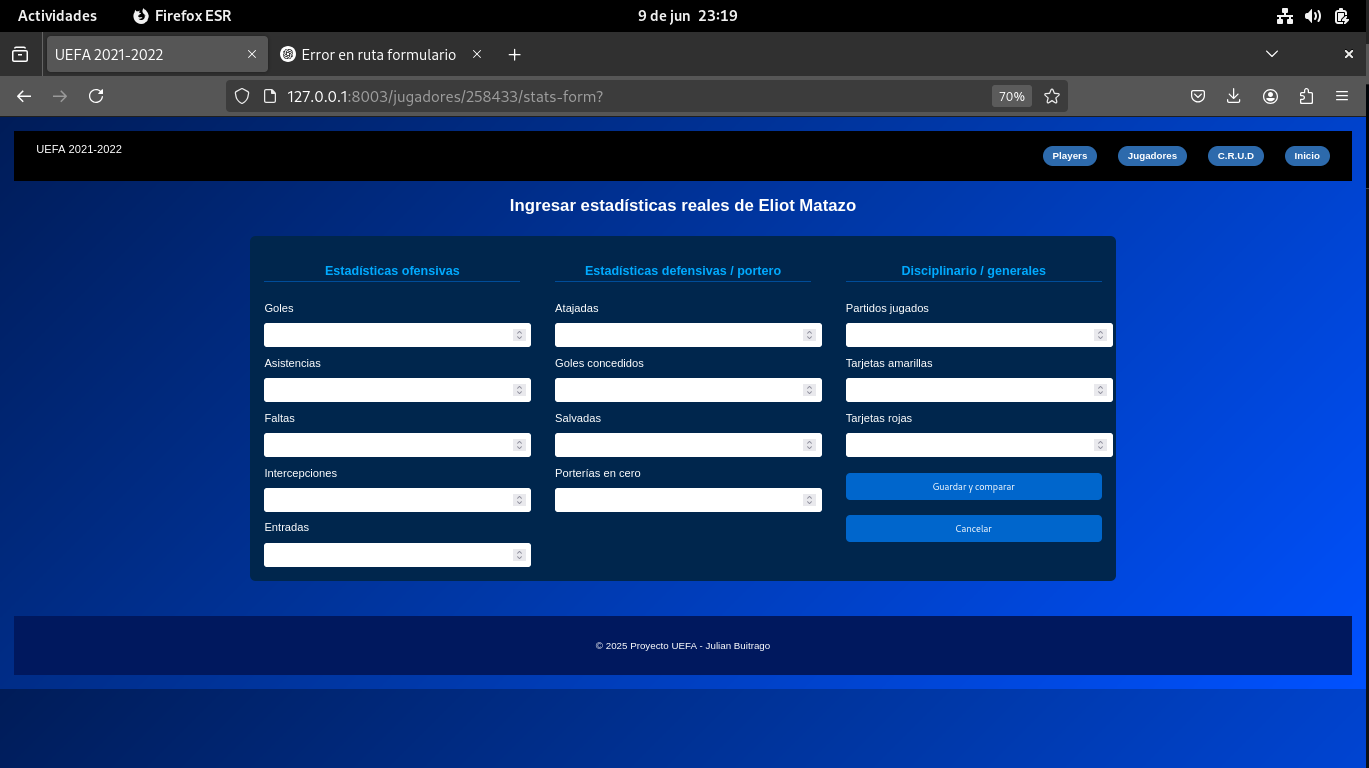 Actividades
Firefox ESR
9 de jun 23:19
UEFA 2021-2022
Error en ruta formulario
127.0.0.1:8003/jugadores/258433/stats-form?
70%
UEFA 2021-2022
Players
Jugadores
C.R.U.D
Inicio
Ingresar estadísticas reales de Eliot Matazo
Estadísticas ofensivas
Goles
Asistencias
Faltas
Intercepciones
Entradas
Estadísticas defensivas / portero
Atajadas
Goles concedidos
Salvadas
Porterías en cero
Disciplinario / generales
Partidos jugados
Tarjetas amarillas
Tarjetas rojas
Guardar y comparar
Cancelar
© 2025 Proyecto UEFA - Julian Buitrago